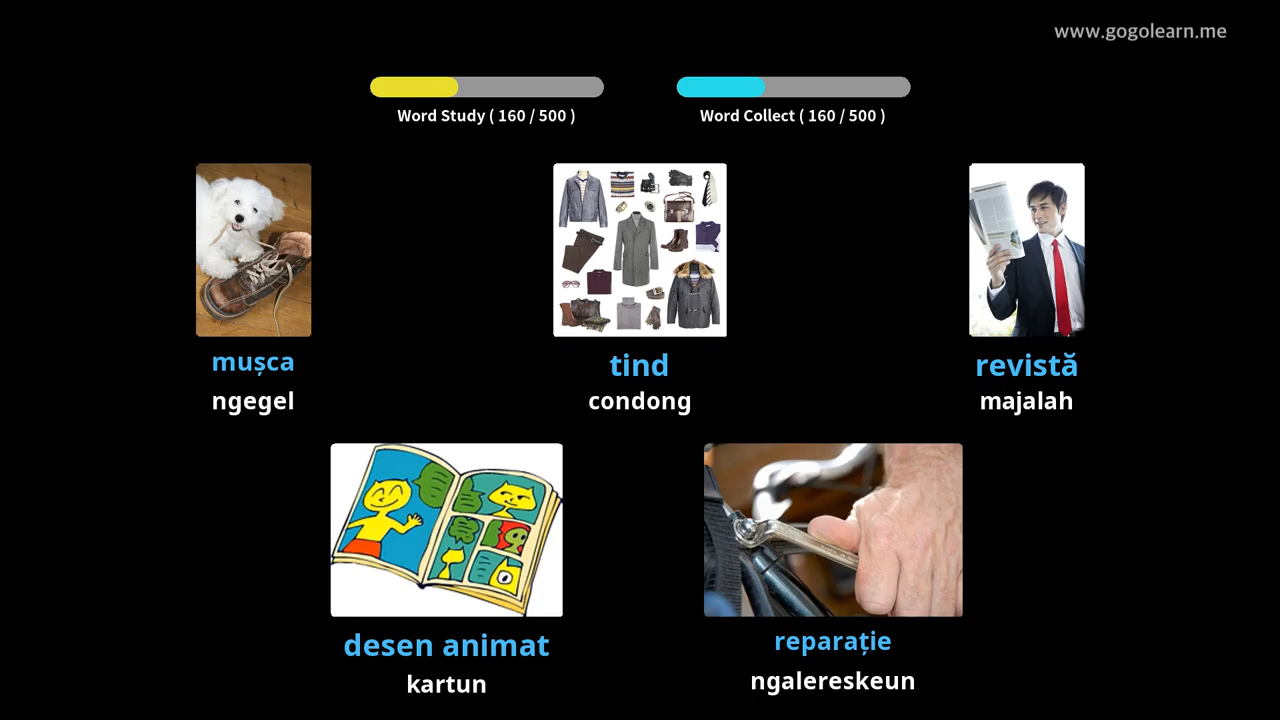 www.gogolearn.me
Word Study ( 160 / 500 )
Word Collect ( 160 / 500 )
mușca
ngegel
tind
condong
revistă
majalah
desen animat
kartun
reparație
ngalereskeun